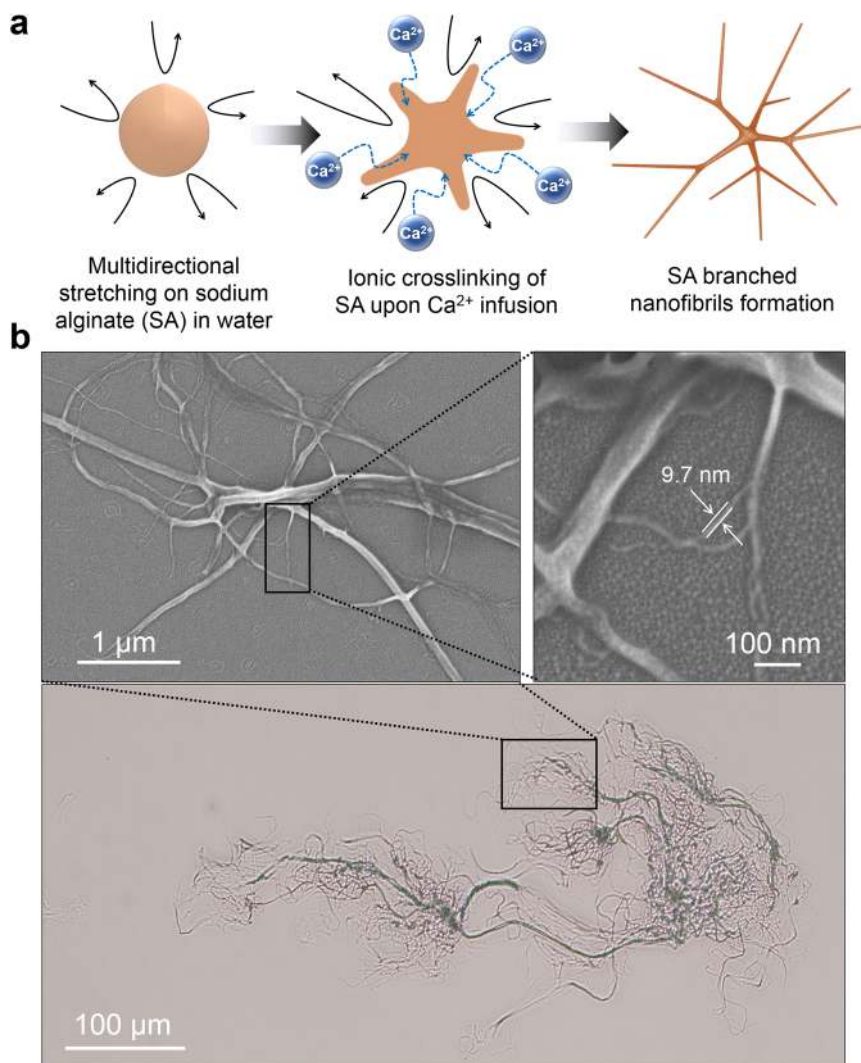 a
Ca²⁺
Ca²⁺
Ca²⁺
Ca²⁺
Ca²⁺
Multidirectional
stretching on sodium
alginate (SA) in water
Ionic crosslinking of
SA upon Ca²⁺ infusion
SA branched
nanofibrils formation
b
9.7 nm
1 µm
100 nm
100 µm